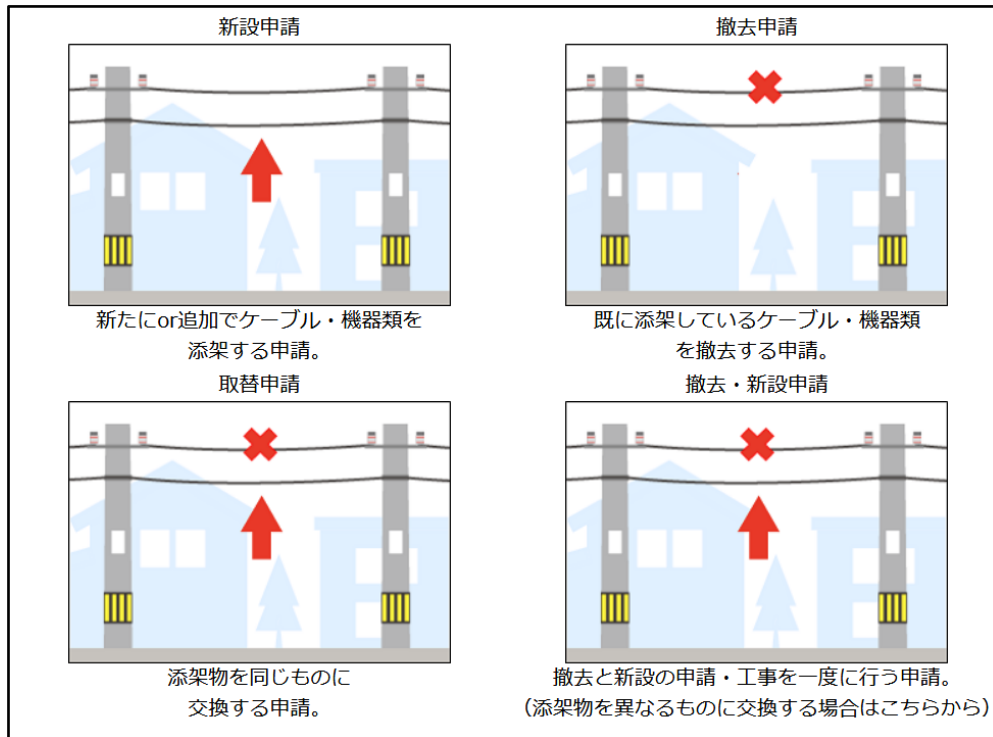 新設申請
新たにor追加でケーブル・機器類を
添架する申請。
撤去申請
既に添架しているケーブル・機器類
を撤去する申請。
取替申請
添架物を同じものに
交換する申請。
撤去・新設申請
撤去と新設の申請・工事を一度に行う申請。
（添架物を異なるものに交換する場合はこちらから）